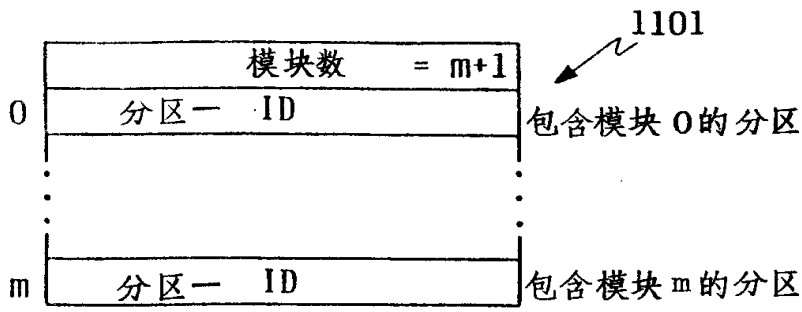 1101
模块数 = m+1
0 分区一 ID 包含模块0的分区
m 分区一 ID 包含模块m的分区